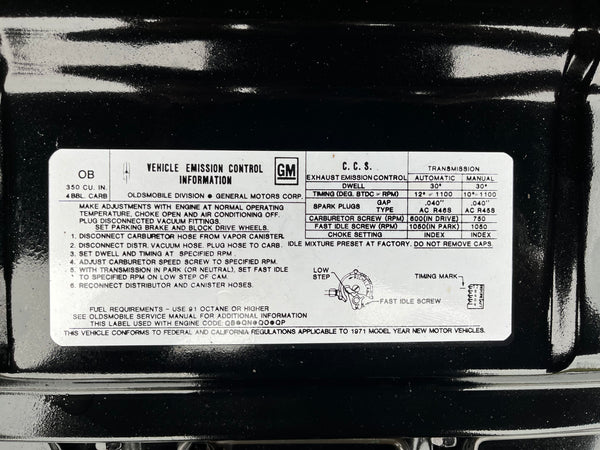 OB
350 CU. IN.
4 BBL. CARB
VEHICLE EMISSION CONTROL
INFORMATION
OLDSMOBILE DIVISION ● GENERAL MOTORS CORP.
GM
MAKE ADJUSTMENTS WITH ENGINE AT NORMAL OPERATING
TEMPERATURE, CHOKE OPEN AND AIR CONDITIONING OFF.
PLUG DISCONNECTED VACUUM FITTINGS.
SET PARKING BRAKE AND BLOCK DRIVE WHEELS.
C. C. S. TRANSMISSION
EXHAUST EMISSION CONTROL AUTOMATIC MANUAL
DWELL 30° 30°
TIMING (DEG. BTDC - RPM) 12°-1100 10°-1100
SPARK PLUGS GAP .040" .040"
TYPE AC R46S AC R45S
CARBURETOR SCREW (RPM) 600 (IN DRIVE) 750
FAST IDLE SCREW (RPM) 1050 (IN PARK) 1050
CHOKE SETTING INDEX INDEX
1. DISCONNECT CARBURETOR HOSE FROM VAPOR CANISTER.
2. DISCONNECT DISTR. VACUUM HOSE. PLUG HOSE TO CARB. IDLE MIXTURE PRESET AT FACTORY. DO NOT REMOVE CAPS.
3. SET DWELL AND TIMING AT SPECIFIED RPM.
4. ADJUST CARBURETOR SPEED SCREW TO SPECIFIED RPM.
5. WITH TRANSMISSION IN PARK (OR NEUTRAL), SET FAST IDLE
TO SPECIFIED RPM ON LOW STEP OF CAM.
6. RECONNECT DISTRIBUTOR AND CANISTER HOSES.
LOW
STEP
FAST IDLE SCREW
TIMING MARK
FUEL REQUIREMENTS - USE 91 OCTANE OR HIGHER
SEE OLDSMOBILE SERVICE MANUAL FOR ADDITIONAL INFORMATION
THIS LABEL USED WITH ENGINE CODE: QB●QN●QO●QP
THIS VEHICLE CONFORMS TO FEDERAL AND CALIFORNIA REGULATIONS APPLICABLE TO 1971 MODEL YEAR NEW MOTOR VEHICLES.